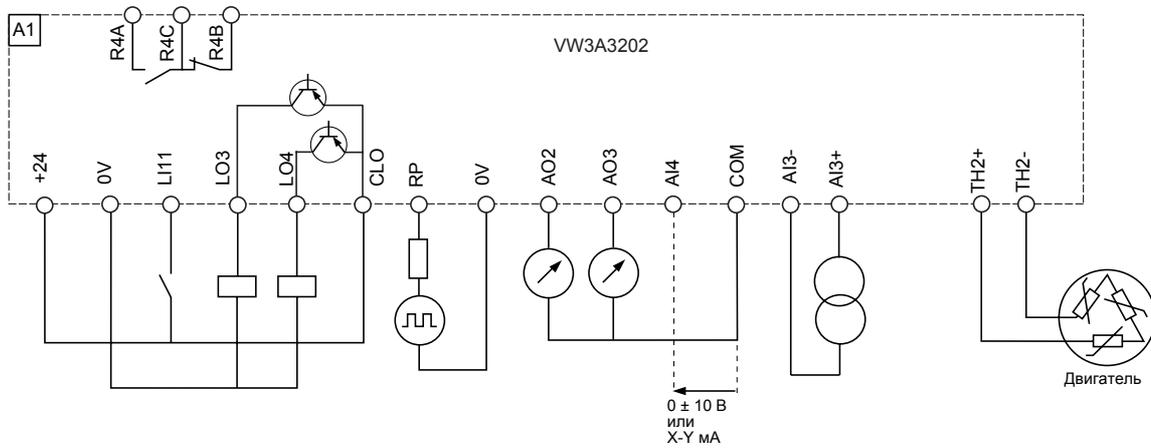 A1
R4A
R4C
R4B
VW3A3202
+24
0V
LI11
LO3
LO4
CLO
RP
0V
AO2
AO3
AI4
COM
AI3-
AI3+
TH2+
TH2-
Двигатель
0 ± 10 В
или
X-Y мА